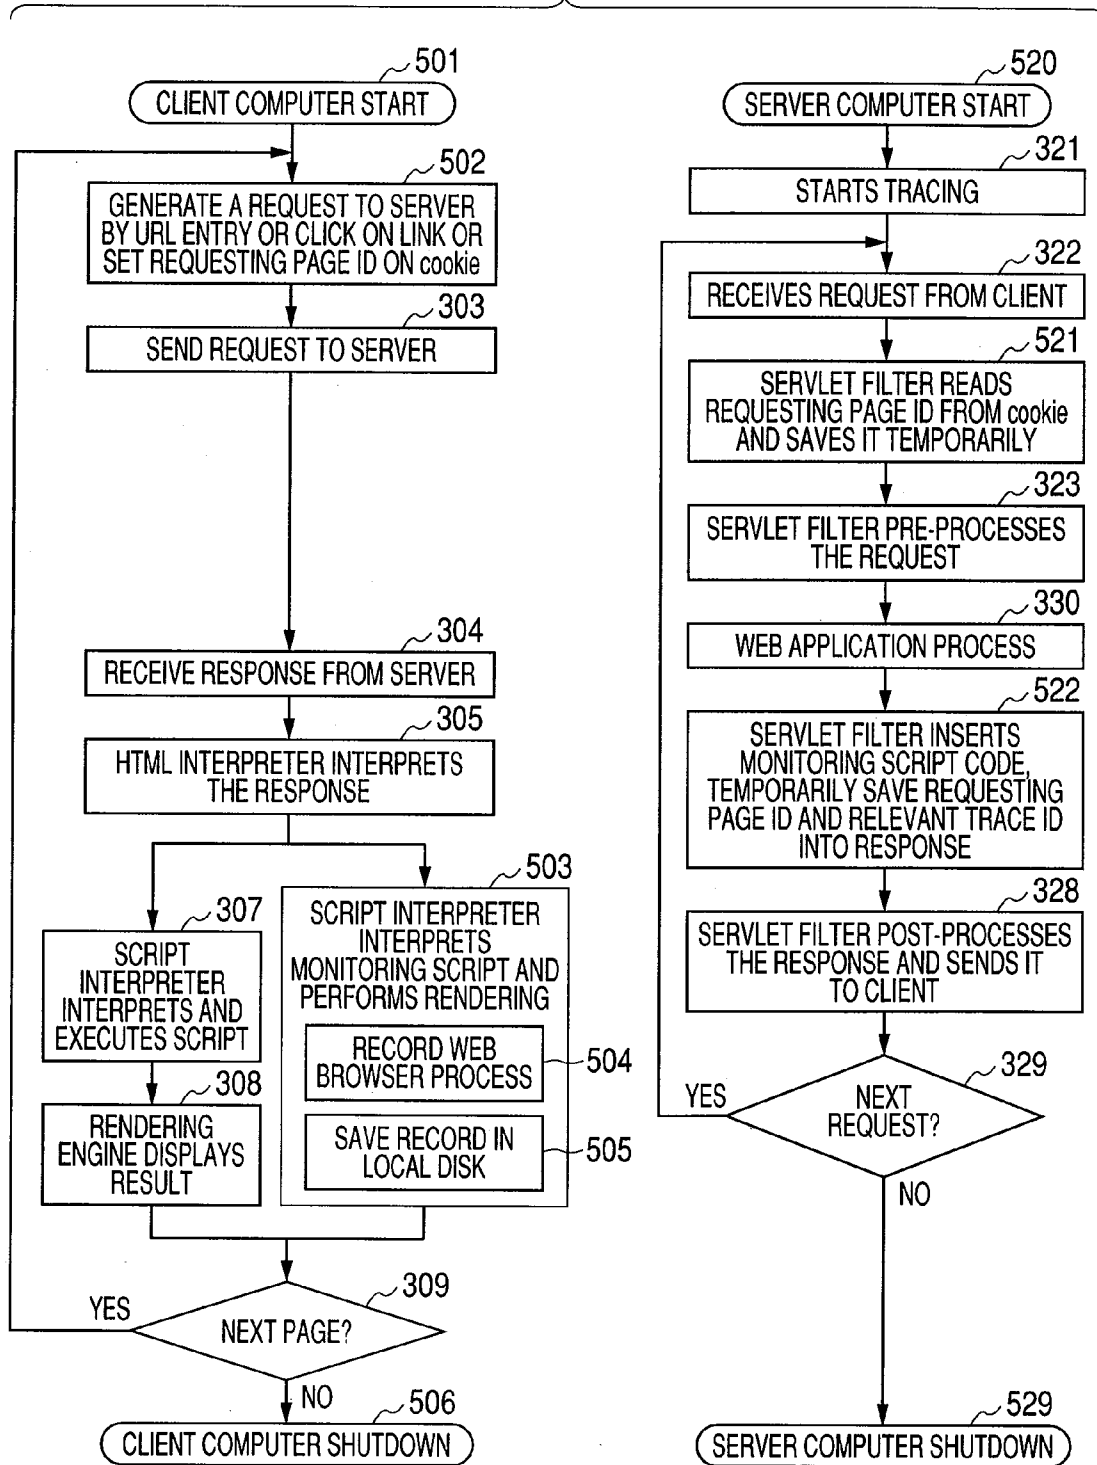 501
CLIENT COMPUTER START
502
GENERATE A REQUEST TO SERVER
BY URL ENTRY OR CLICK ON LINK OR
SET REQUESTING PAGE ID ON cookie
303
SEND REQUEST TO SERVER
304
RECEIVE RESPONSE FROM SERVER
305
HTML INTERPRETER INTERPRETS
THE RESPONSE
307
SCRIPT
INTERPRETER
INTERPRETS AND
EXECUTES SCRIPT
308
RENDERING
ENGINE DISPLAYS
RESULT
503
SCRIPT INTERPRETER
INTERPRETS
MONITORING SCRIPT AND
PERFORMS RENDERING
RECORD WEB
BROWSER PROCESS
504
SAVE RECORD IN
LOCAL DISK
505
309
YES
NEXT PAGE?
NO
506
CLIENT COMPUTER SHUTDOWN
520
SERVER COMPUTER START
321
STARTS TRACING
322
RECEIVES REQUEST FROM CLIENT
521
SERVLET FILTER READS
REQUESTING PAGE ID FROM cookie
AND SAVES IT TEMPORARILY
323
SERVLET FILTER PRE-PROCESSES
THE REQUEST
330
WEB APPLICATION PROCESS
522
SERVLET FILTER INSERTS
MONITORING SCRIPT CODE,
TEMPORARILY SAVE REQUESTING
PAGE ID AND RELEVANT TRACE ID
INTO RESPONSE
328
SERVLET FILTER POST-PROCESSES
THE RESPONSE AND SENDS IT
TO CLIENT
329
YES
NEXT
REQUEST?
NO
529
SERVER COMPUTER SHUTDOWN